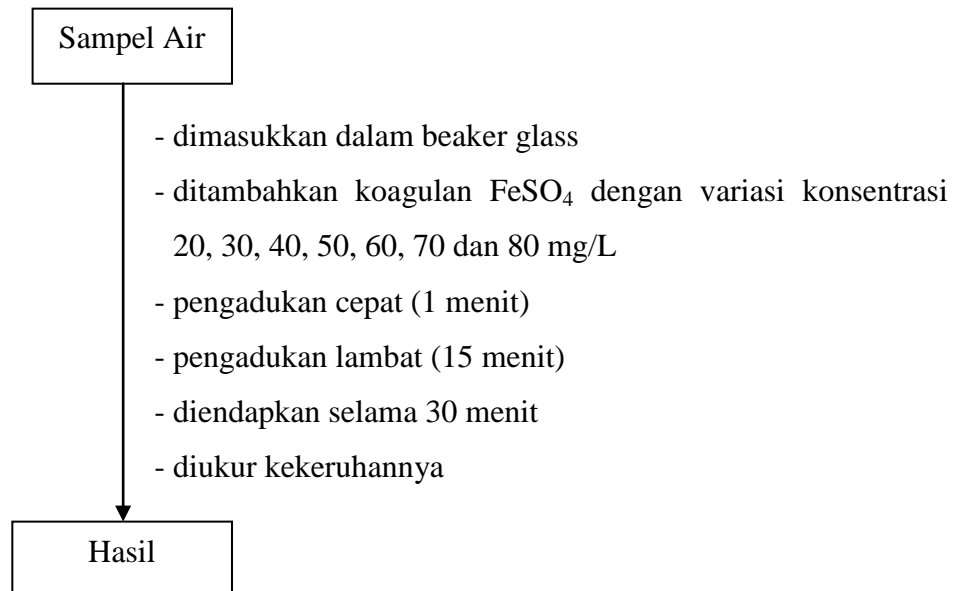 Sampel Air
- dimasukkan dalam beaker glass
- ditambahkan koagulan FeSO₄ dengan variasi konsentrasi
20, 30, 40, 50, 60, 70 dan 80 mg/L
- pengadukan cepat (1 menit)
- pengadukan lambat (15 menit)
- diendapkan selama 30 menit
- diukur kekeruhannya
Hasil